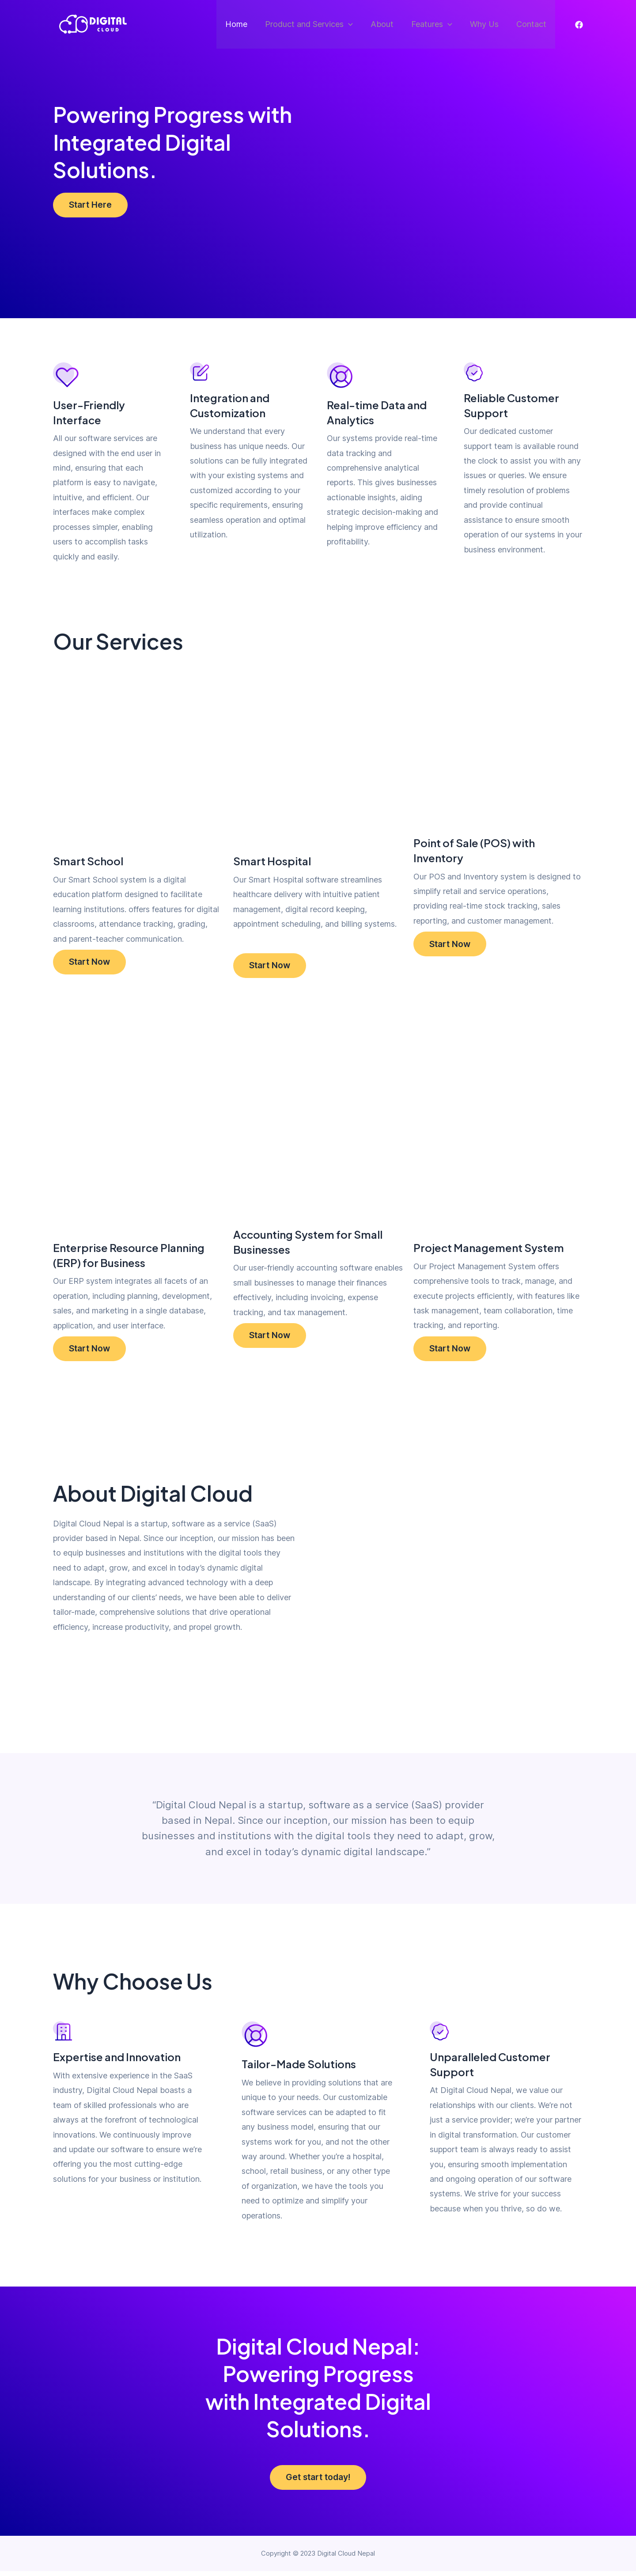 DIGITAL
CLOUD
Home Product and Services About Features Why Us Contact
Powering Progress with
Integrated Digital
Solutions.
Start Here
User-Friendly
Interface
All our software services are
designed with the end user in
mind, ensuring that each
platform is easy to navigate,
intuitive, and efficient. Our
interfaces make complex
processes simpler, enabling
users to accomplish tasks
quickly and easily.
Integration and
Customization
We understand that every
business has unique needs. Our
solutions can be fully integrated
with your existing systems and
customized according to your
specific requirements, ensuring
seamless operation and optimal
utilization.
Real-time Data and
Analytics
Our systems provide real-time
data tracking and
comprehensive analytical
reports. This gives businesses
actionable insights, aiding
strategic decision-making and
helping improve efficiency and
profitability.
Reliable Customer
Support
Our dedicated customer
support team is available round
the clock to assist you with any
issues or queries. We ensure
timely resolution of problems
and provide continual
assistance to ensure smooth
operation of our systems in your
business environment.
Our Services
Smart School
Our Smart School system is a digital
education platform designed to facilitate
learning institutions. offers features for digital
classrooms, attendance tracking, grading,
and parent-teacher communication.
Start Now
Smart Hospital
Our Smart Hospital software streamlines
healthcare delivery with intuitive patient
management, digital record keeping,
appointment scheduling, and billing systems.
Start Now
Point of Sale (POS) with
Inventory
Our POS and Inventory system is designed to
simplify retail and service operations,
providing real-time stock tracking, sales
reporting, and customer management.
Start Now
Enterprise Resource Planning
(ERP) for Business
Our ERP system integrates all facets of an
operation, including planning, development,
sales, and marketing in a single database,
application, and user interface.
Start Now
Accounting System for Small
Businesses
Our user-friendly accounting software enables
small businesses to manage their finances
effectively, including invoicing, expense
tracking, and tax management.
Start Now
Project Management System
Our Project Management System offers
comprehensive tools to track, manage, and
execute projects efficiently, with features like
task management, team collaboration, time
tracking, and reporting.
Start Now
About Digital Cloud
Digital Cloud Nepal is a startup, software as a service (SaaS)
provider based in Nepal. Since our inception, our mission has been
to equip businesses and institutions with the digital tools they
need to adapt, grow, and excel in today’s dynamic digital
landscape. By integrating advanced technology with a deep
understanding of our clients’ needs, we have been able to deliver
tailor-made, comprehensive solutions that drive operational
efficiency, increase productivity, and propel growth.
“Digital Cloud Nepal is a startup, software as a service (SaaS) provider
based in Nepal. Since our inception, our mission has been to equip
businesses and institutions with the digital tools they need to adapt, grow,
and excel in today’s dynamic digital landscape.”
Why Choose Us
Expertise and Innovation
With extensive experience in the SaaS
industry, Digital Cloud Nepal boasts a
team of skilled professionals who are
always at the forefront of technological
innovations. We continuously improve
and update our software to ensure we’re
offering you the most cutting-edge
solutions for your business or institution.
Tailor-Made Solutions
We believe in providing solutions that are
unique to your needs. Our customizable
software services can be adapted to fit
any business model, ensuring that our
systems work for you, and not the other
way around. Whether you’re a hospital,
school, retail business, or any other type
of organization, we have the tools you
need to optimize and simplify your
operations.
Unparalleled Customer
Support
At Digital Cloud Nepal, we value our
relationships with our clients. We’re not
just a service provider; we’re your partner
in digital transformation. Our customer
support team is always ready to assist
you, ensuring smooth implementation
and ongoing operation of our software
systems. We strive for your success
because when you thrive, so do we.
Digital Cloud Nepal:
Powering Progress
with Integrated Digital
Solutions.
Get start today!
Copyright © 2023 Digital Cloud Nepal